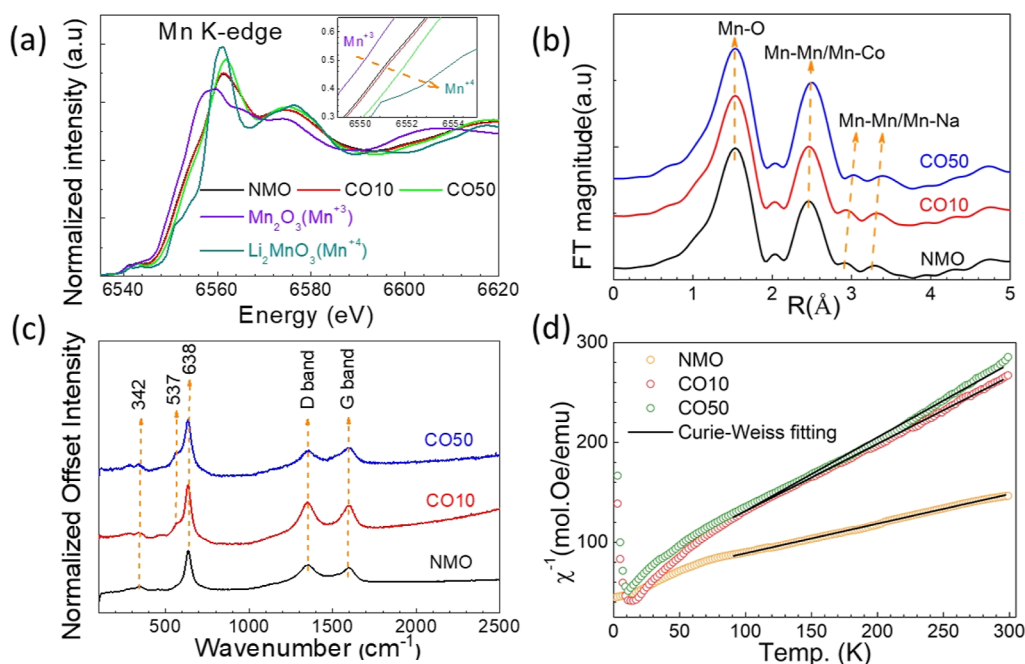 (a)
Mn K-edge
Normalized intensity (a.u)
0.6
0.5
0.4
0.3
Mn+3
Mn+4
6550 6552 6554
NMO CO10 CO50
Mn2O3(Mn+3)
Li2MnO3(Mn+4)
6540 6560 6580 6600 6620
Energy (eV)
(b)
FT magnitude(a.u)
Mn-O
Mn-Mn/Mn-Co
Mn-Mn/Mn-Na
CO50
CO10
NMO
0 1 2 3 4 5
R(Å)
(c)
Normalized Offset Intensity
342
537
638
D band
G band
CO50
CO10
NMO
500 1000 1500 2000 2500
Wavenumber (cm-1)
(d)
χ-1(mol.Oe/emu)
400
300
200
100
NMO
CO10
CO50
Curie-Weiss fitting
0 50 100 150 200 250 300
Temp. (K)